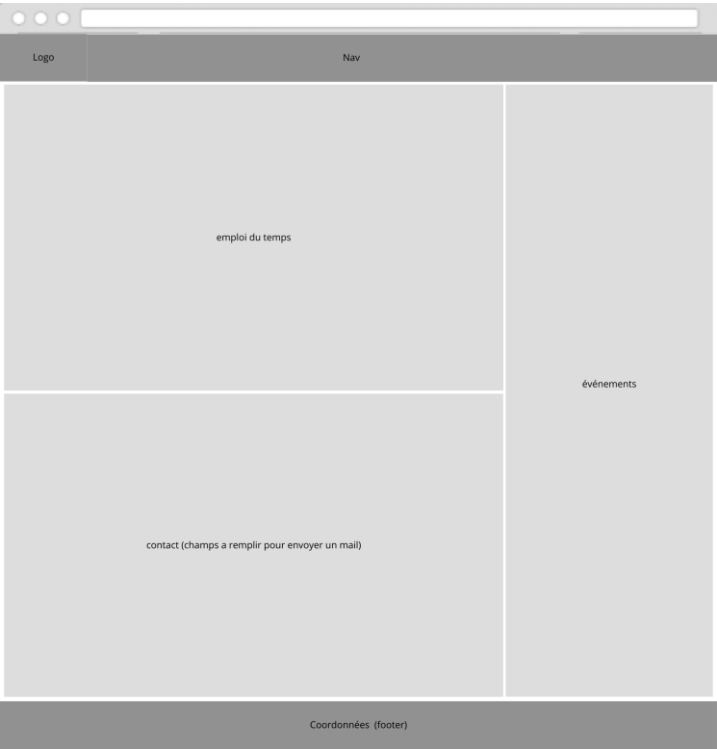 Logo
Nav
emploi du temps
événements
contact (champs a remplir pour envoyer un mail)
Coordonnées (footer)